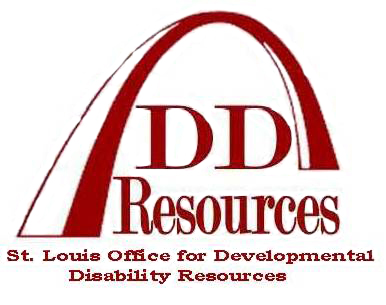 DD
Resources
St. Louis Office for Developmental
Disability Resources